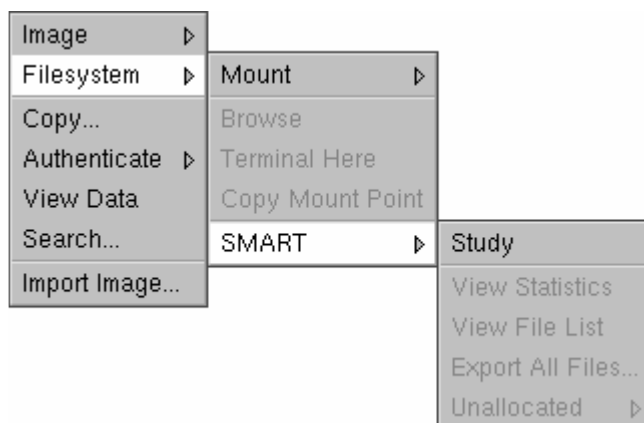 Image
Filesystem
Copy...
Authenticate
View Data
Search...
Import Image...
Mount
Browse
Terminal Here
Copy Mount Point
SMART
Study
View Statistics
View File List
Export All Files...
Unallocated